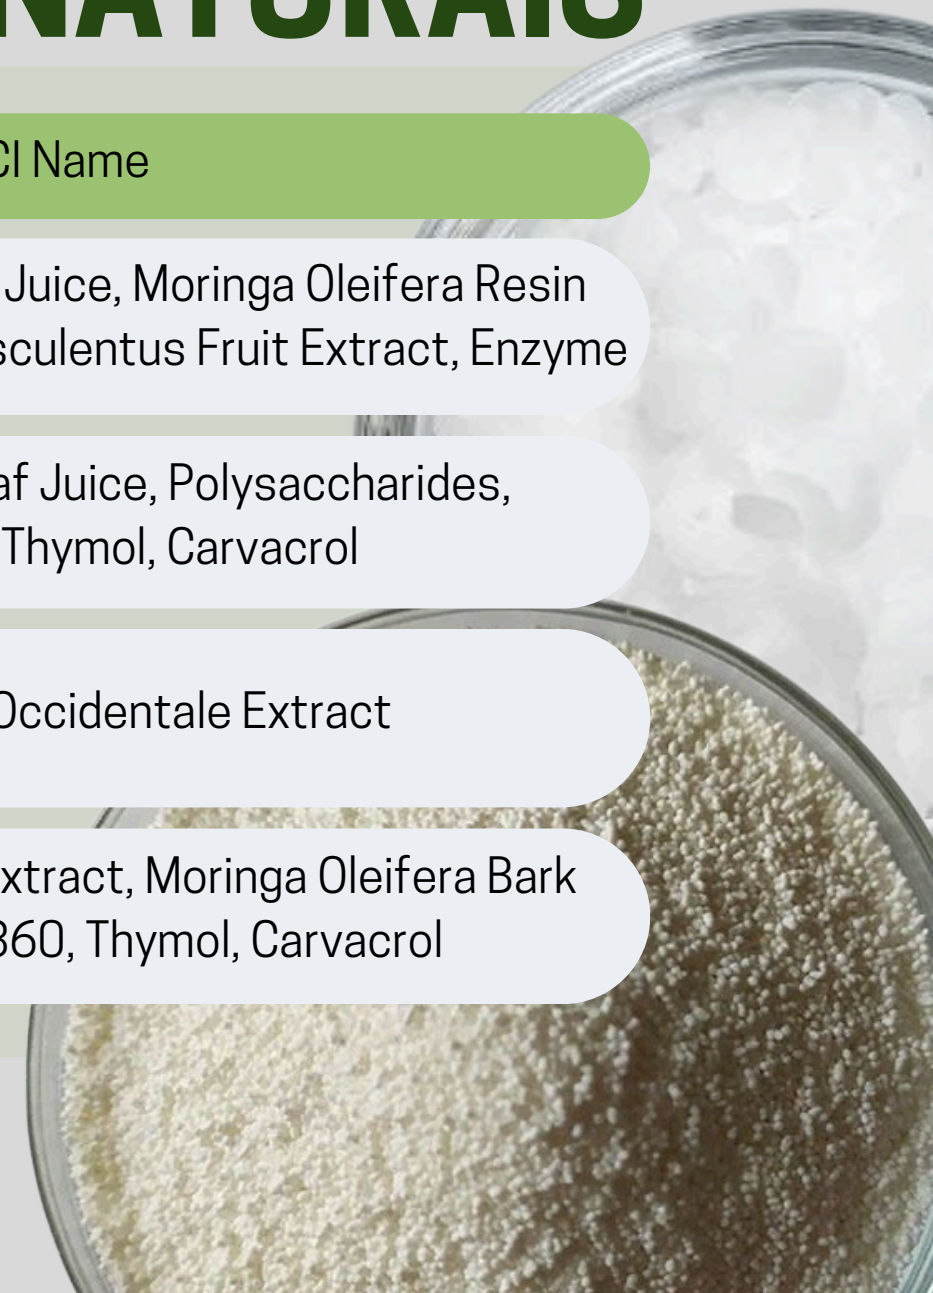 NATURAIS
CI Name
Juice, Moringa Oleifera Resin
sculentus Fruit Extract, Enzyme
af Juice, Polysaccharides,
Thymol, Carvacrol
Occidentale Extract
xtract, Moringa Oleifera Bark
360, Thymol, Carvacrol